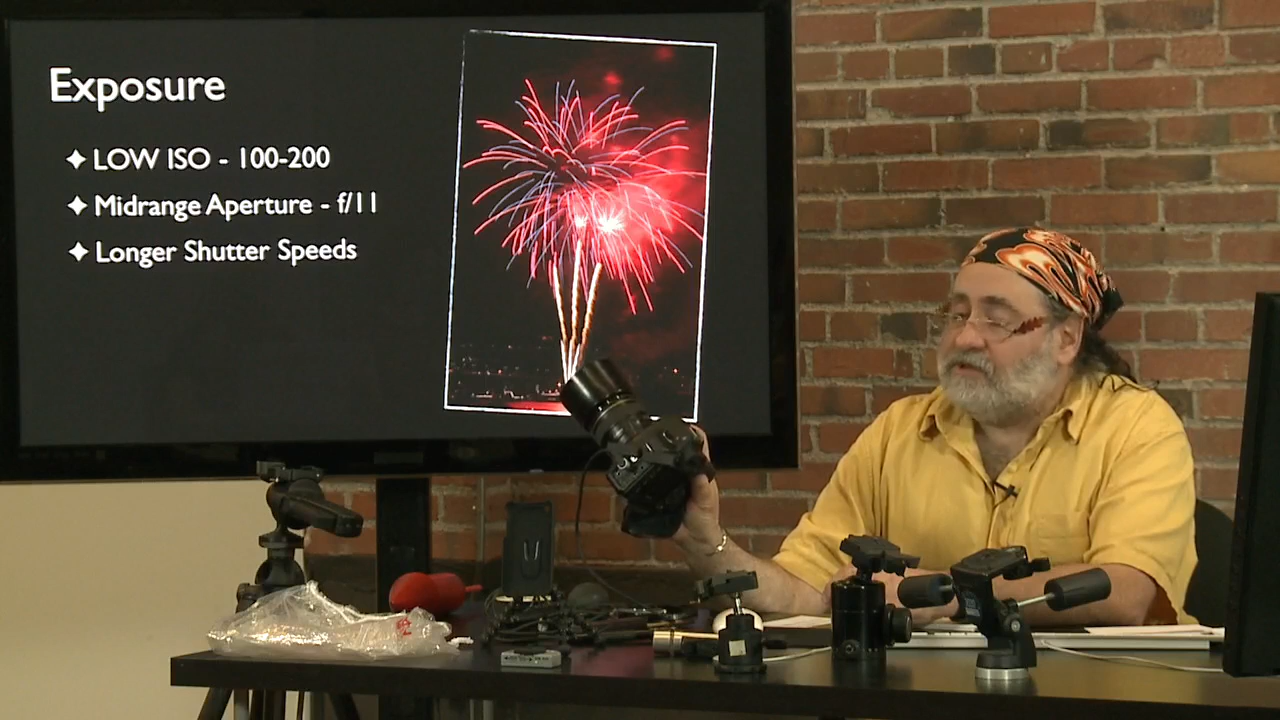 Exposure
LOW ISO - 100-200
Midrange Aperture - f/11
Longer Shutter Speeds